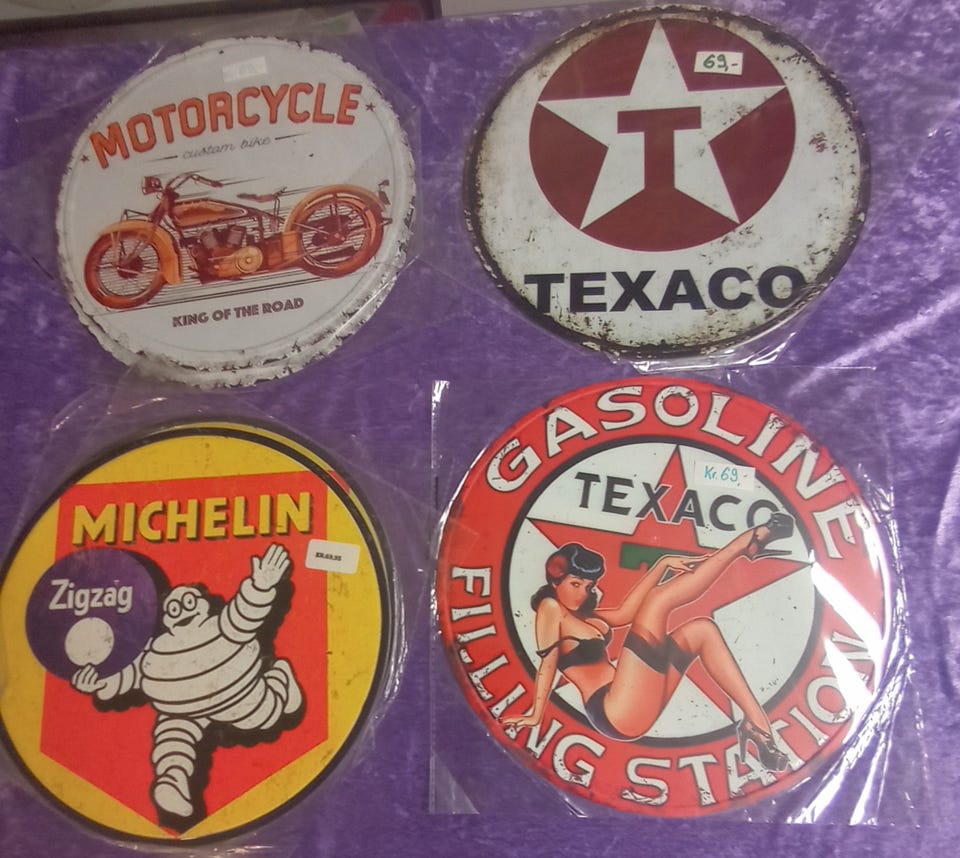 MOTORCYCLE
custom bike
KING OF THE ROAD
69,-
T
TEXACO
MICHELIN
Zigzag
GASOLINE
Kr. 69,-
TEXACO
T
FILLING STATION